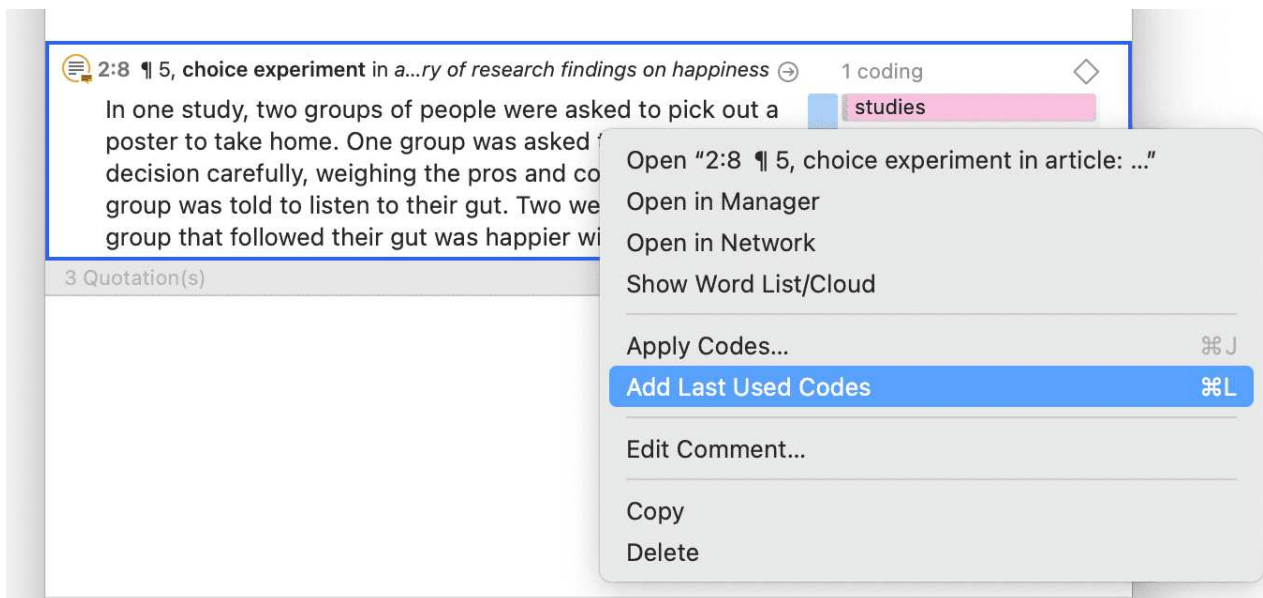 2:8 ¶ 5, choice experiment in a...ry of research findings on happiness
1 coding
In one study, two groups of people were asked to pick out a
studies
poster to take home. One group was asked
decision carefully, weighing the pros and
group was told to listen to their gut. Two
group that followed their gut was happier
3 Quotation(s)
Open “2:8 ¶ 5, choice experiment in article: ...”
Open in Manager
Open in Network
Show Word List/Cloud
Apply Codes... ⌘J
Add Last Used Codes ⌘L
Edit Comment...
Copy
Delete